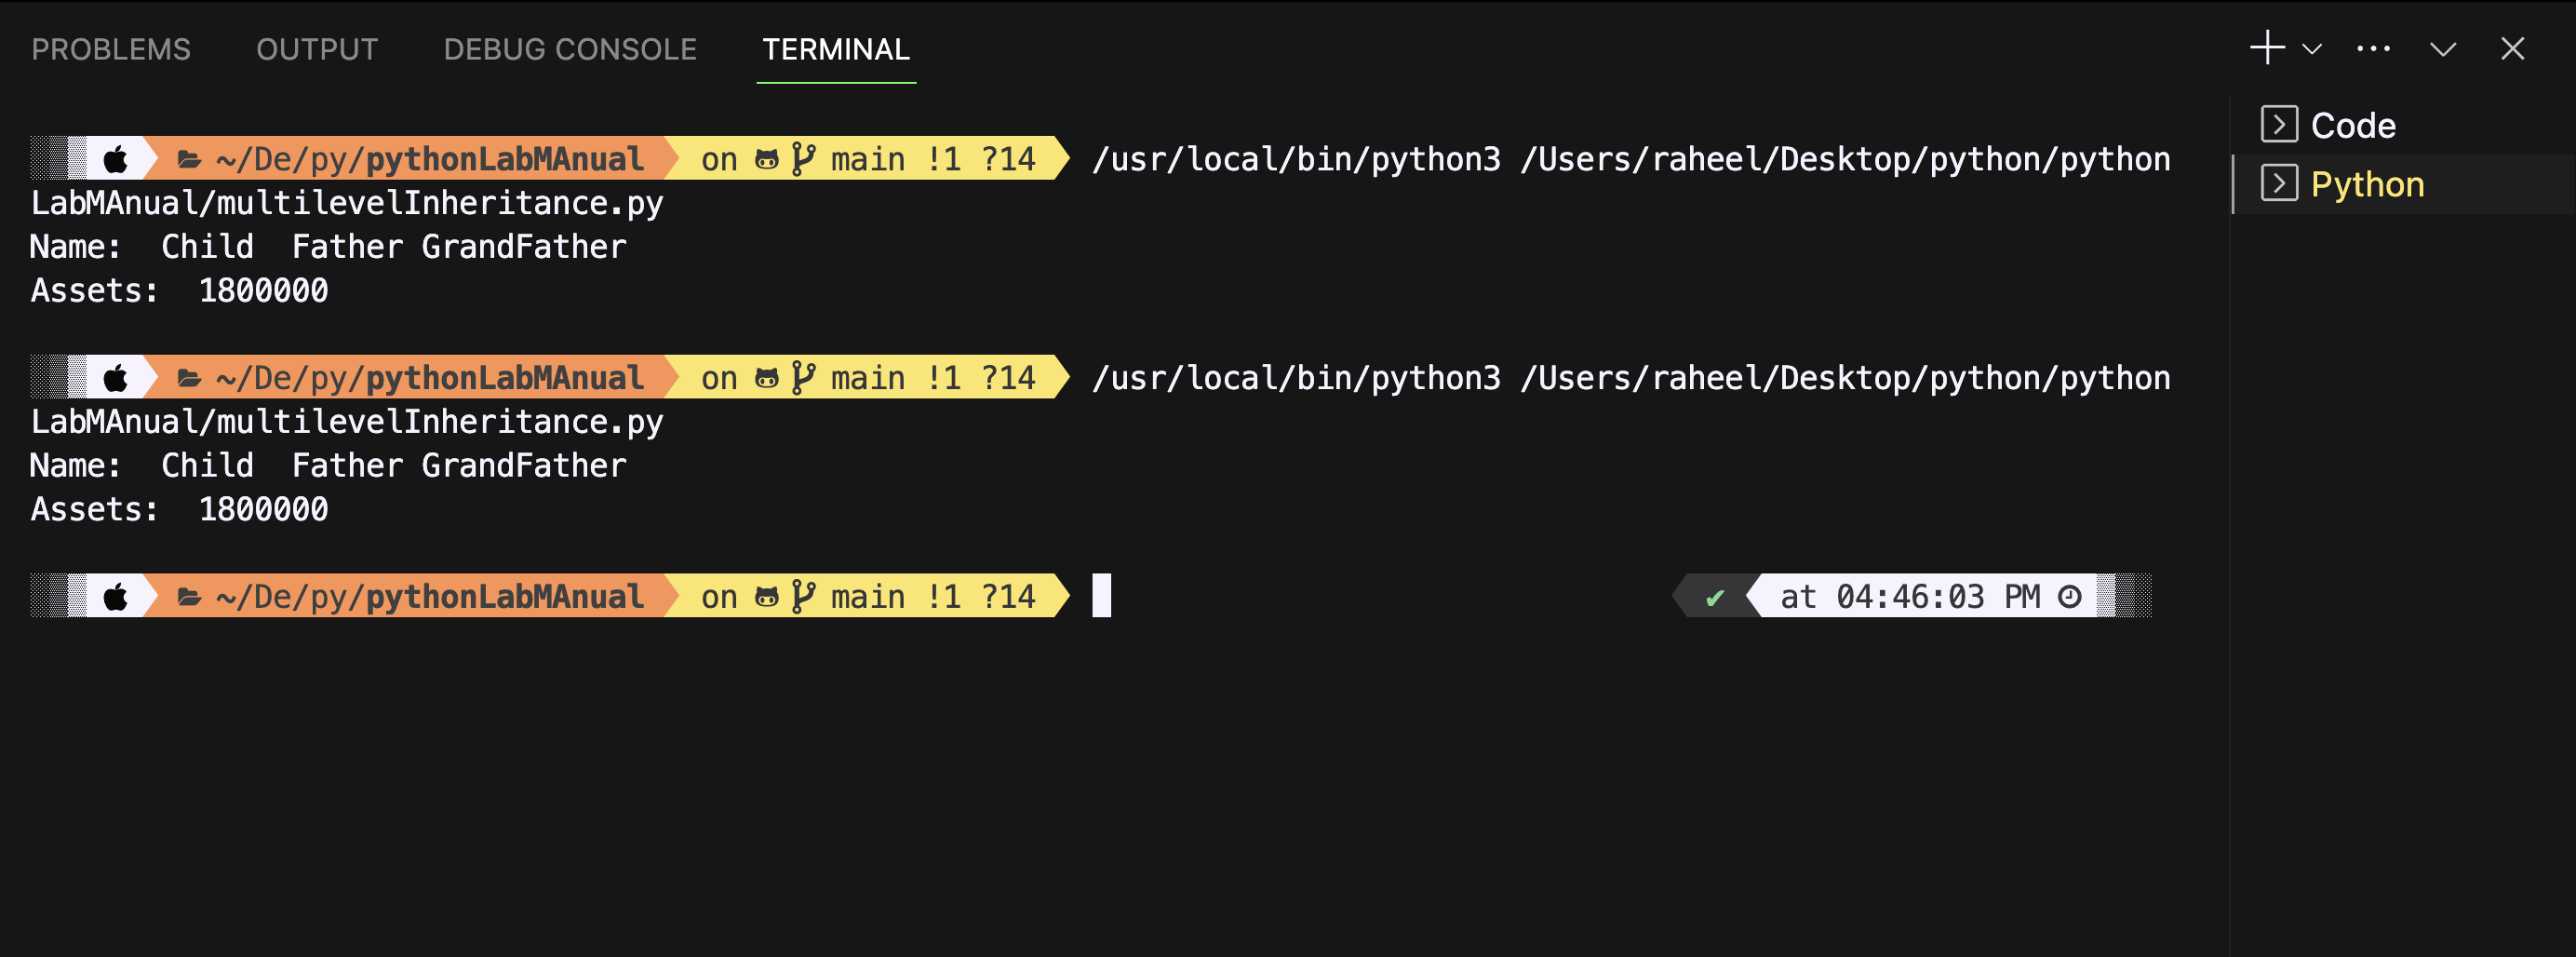 PROBLEMS OUTPUT DEBUG CONSOLE TERMINAL
Code
Python
~/De/py/pythonLabMAnual on main !1 ?14 /usr/local/bin/python3 /Users/raheel/Desktop/python/python
LabMAnual/multilevelInheritance.py
Name:  Child  Father GrandFather
Assets:  1800000
~/De/py/pythonLabMAnual on main !1 ?14 /usr/local/bin/python3 /Users/raheel/Desktop/python/python
LabMAnual/multilevelInheritance.py
Name:  Child  Father GrandFather
Assets:  1800000
~/De/py/pythonLabMAnual on main !1 ?14 ✔ at 04:46:03 PM